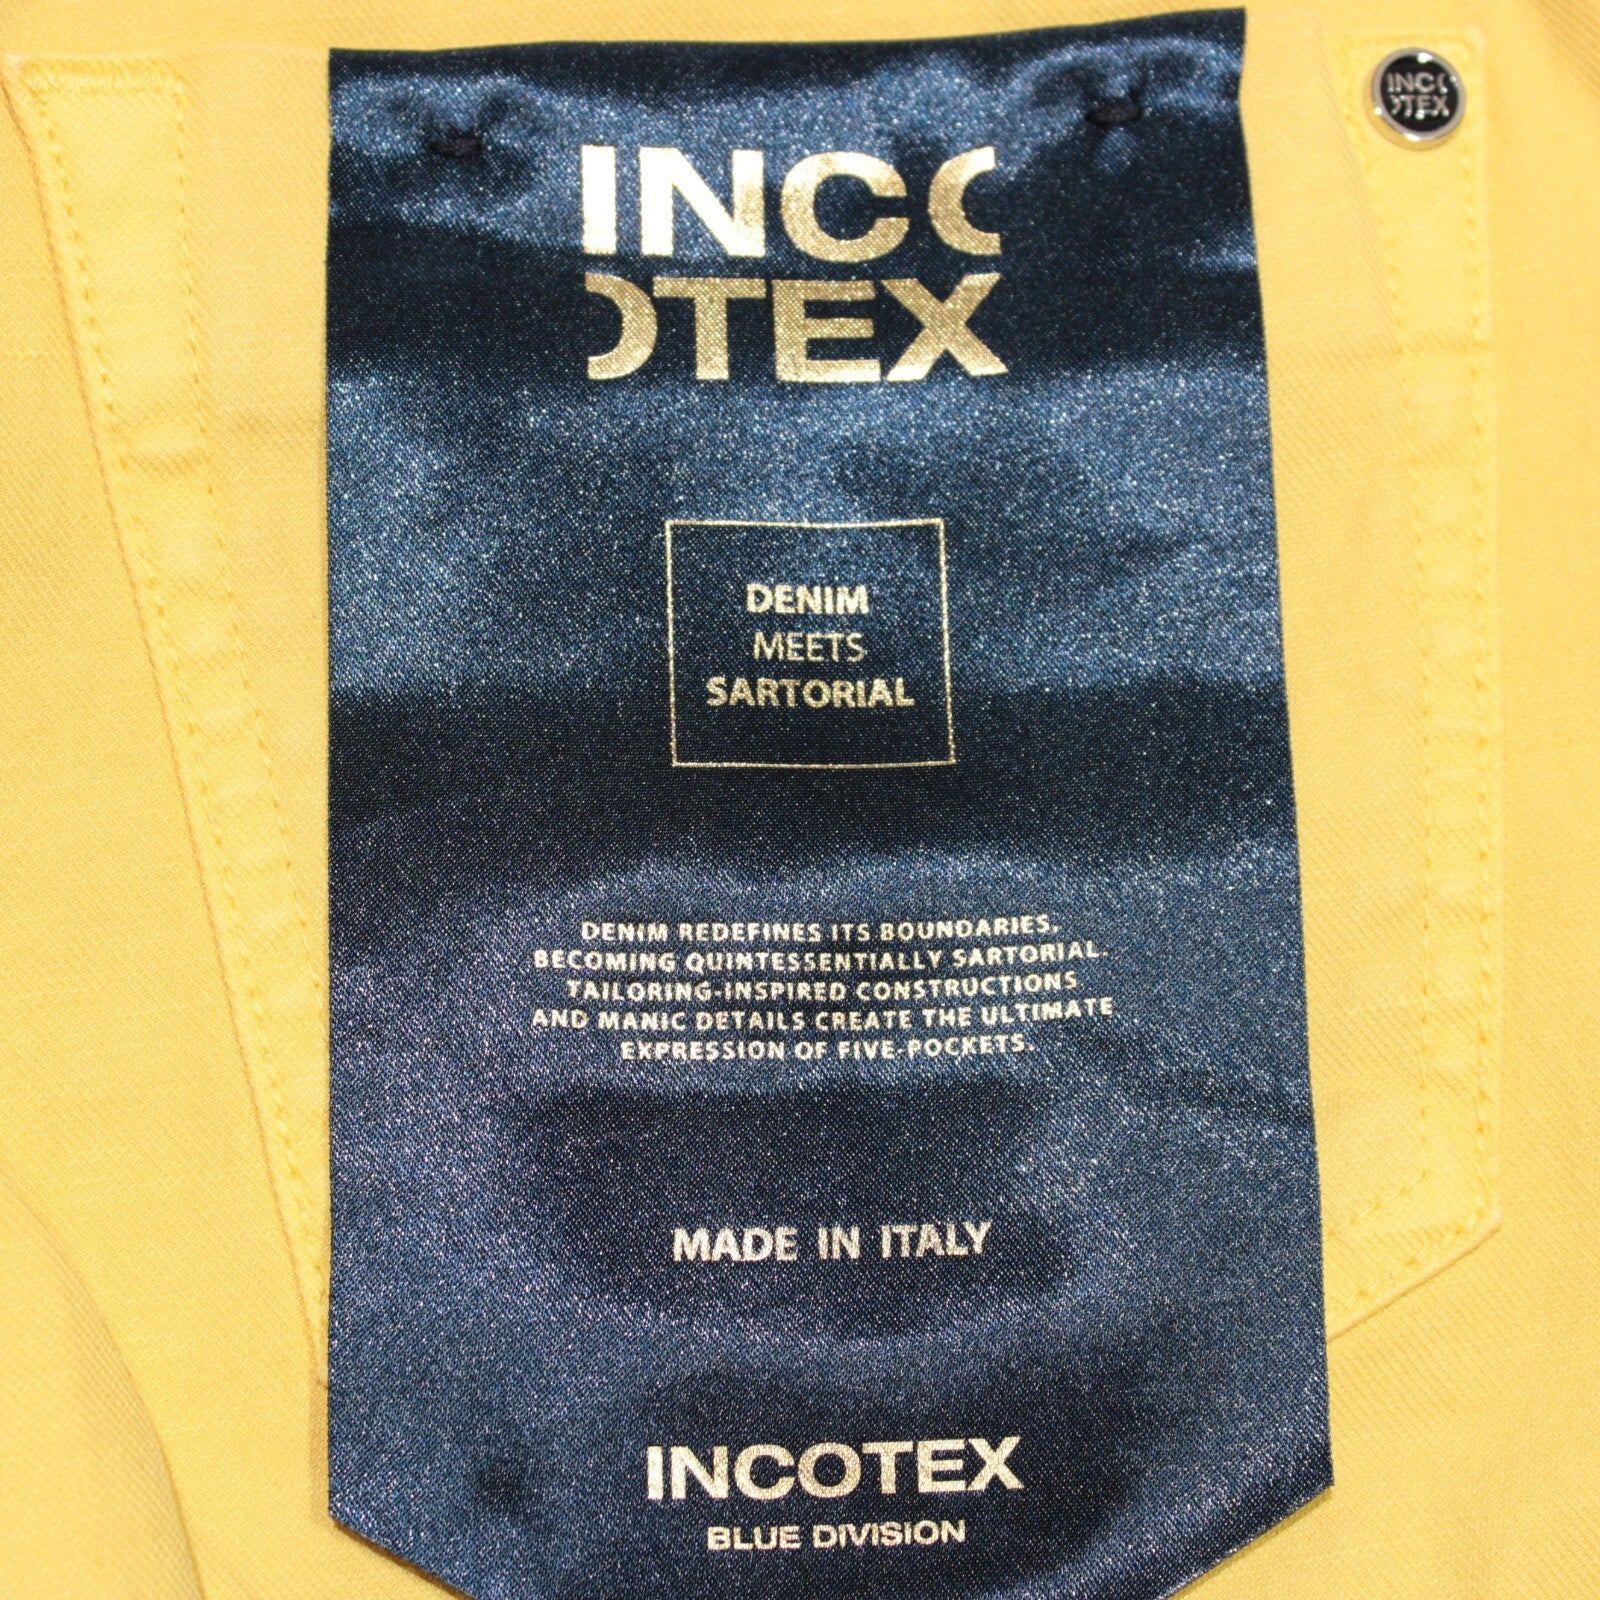 INCO
OTEX
INCO
OTEX
DENIM
MEETS
SARTORIAL
DENIM REDEFINES ITS BOUNDARIES,
BECOMING QUINTESSENTIALLY SARTORIAL.
TAILORING-INSPIRED CONSTRUCTIONS
AND MANIC DETAILS CREATE THE ULTIMATE
EXPRESSION OF FIVE-POCKETS.
MADE IN ITALY
INCOTEX
BLUE DIVISION